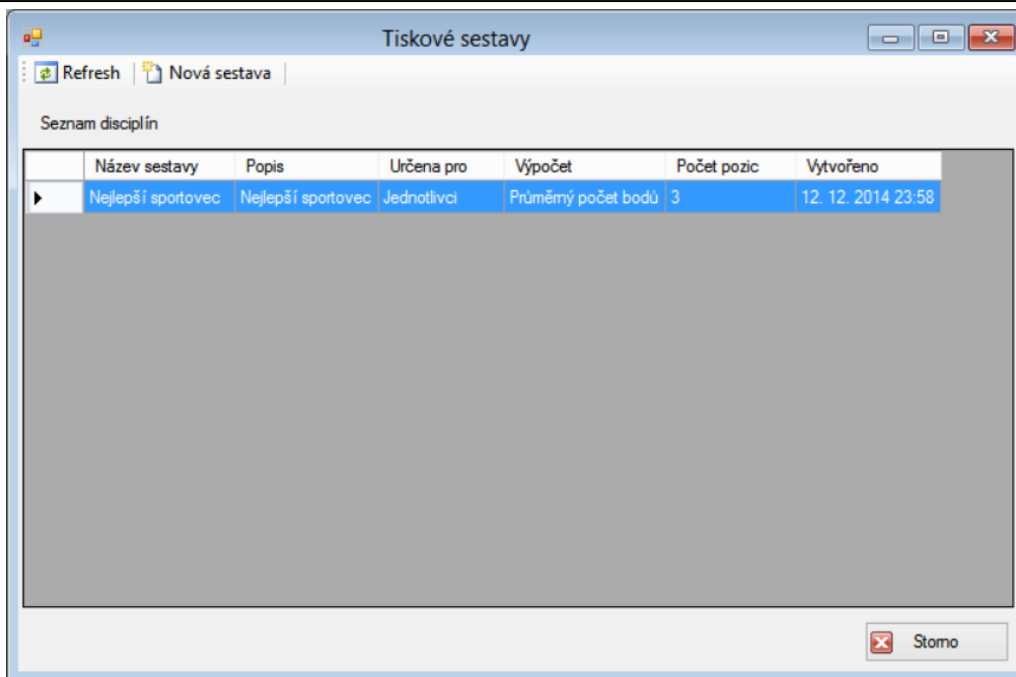 Tiskové sestavy
Refresh Nová sestava
Seznam disciplín
Název sestavy Popis Určena pro Výpočet Počet pozic Vytvořeno
Nejlepší sportovec Nejlepší sportovec Jednotlivci Průměrný počet bodů 3 12. 12. 2014 23:58
Storno